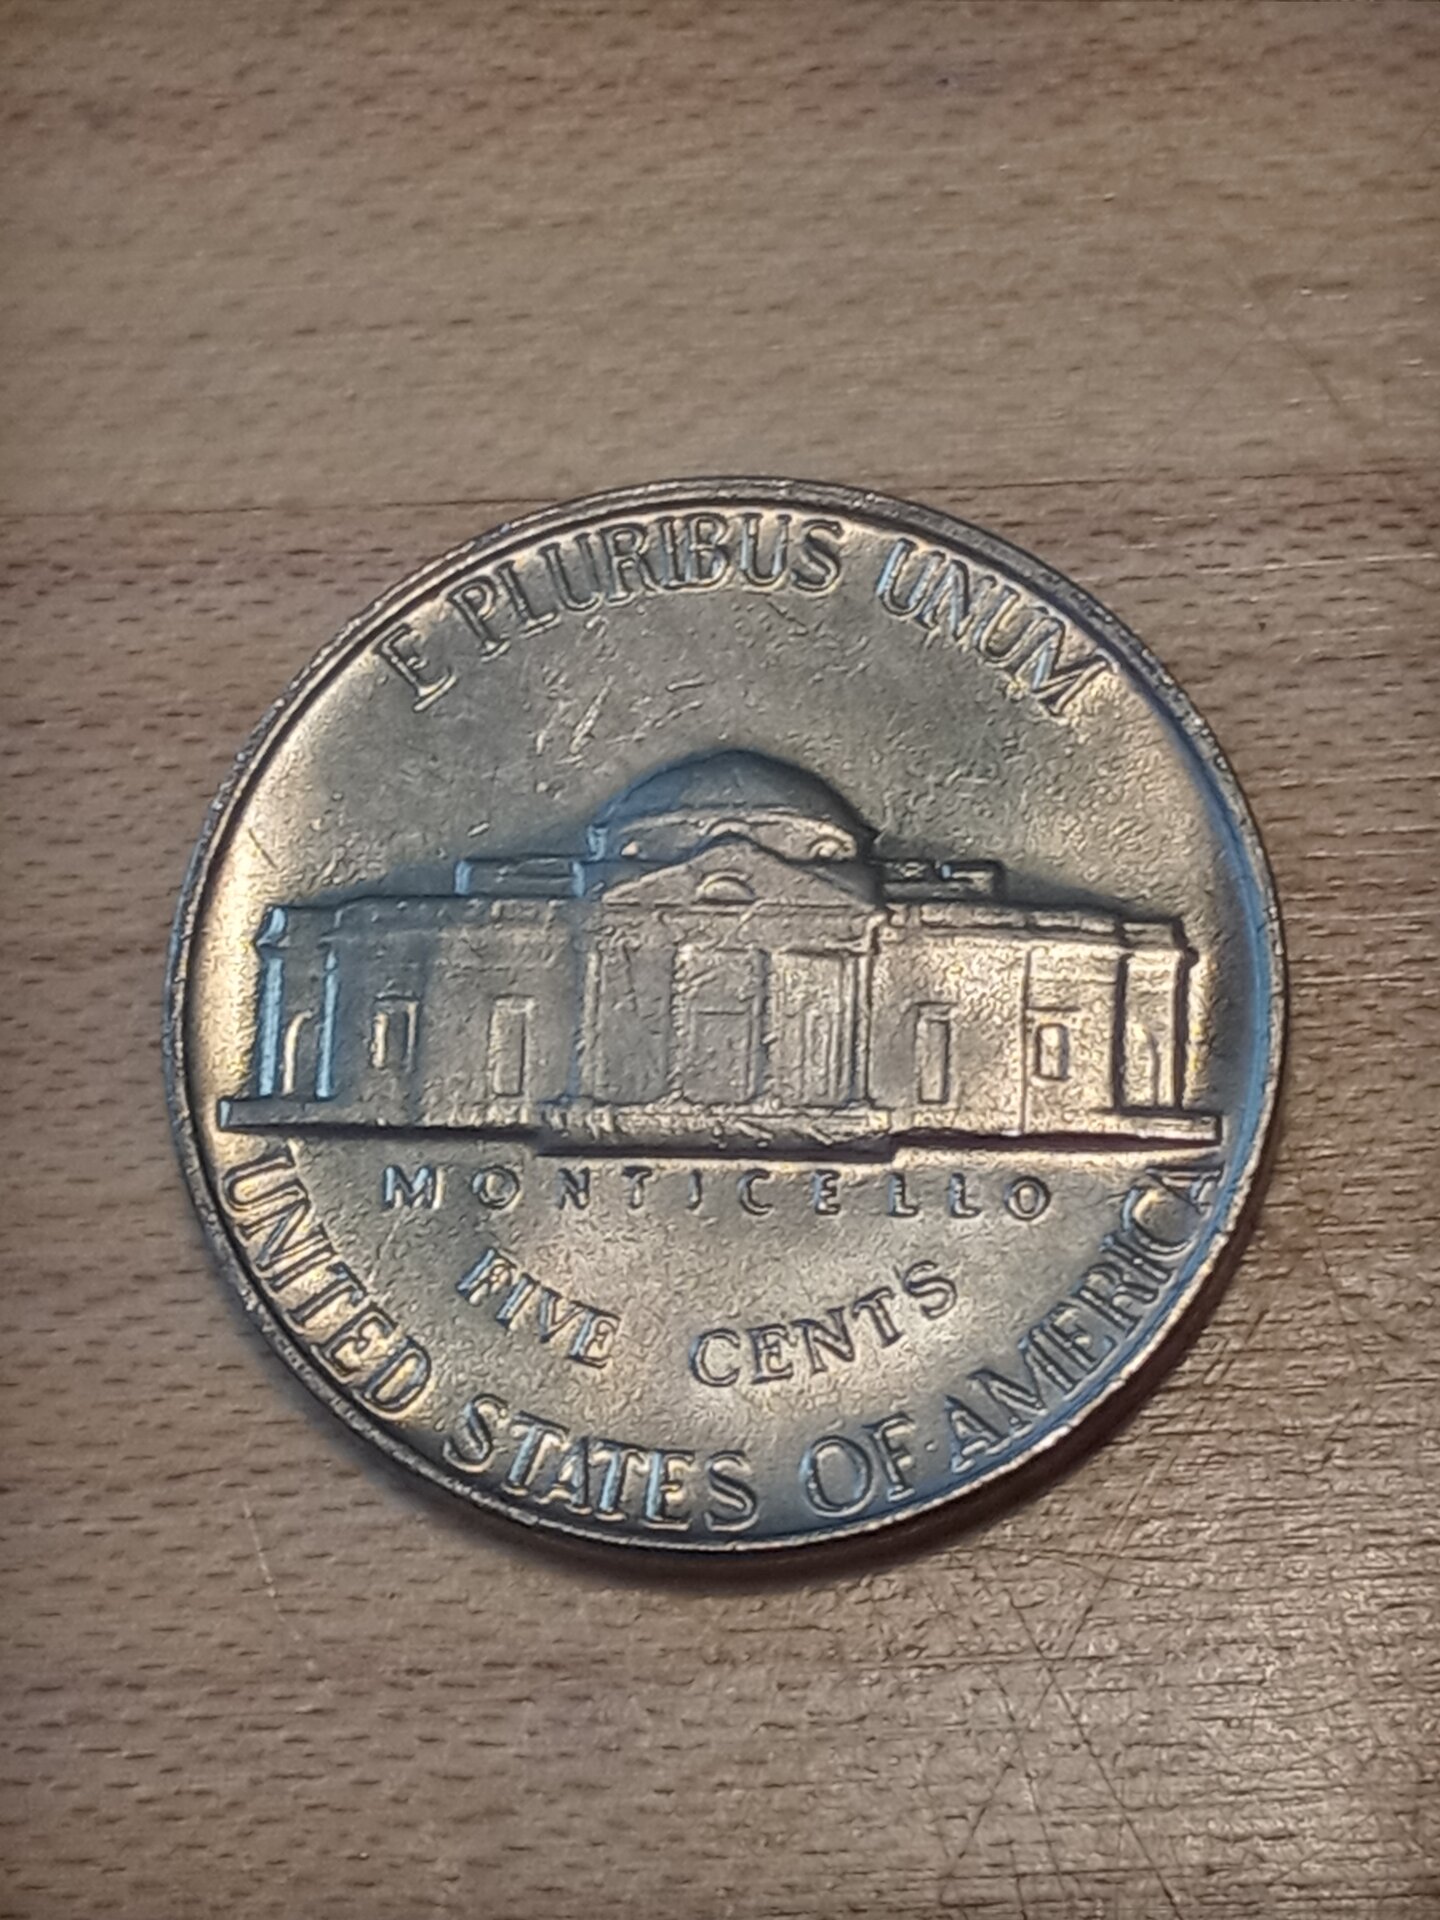 E PLURIBUS UNUM
MONTICELLO
FIVE CENTS
UNITED STATES OF AMERICA